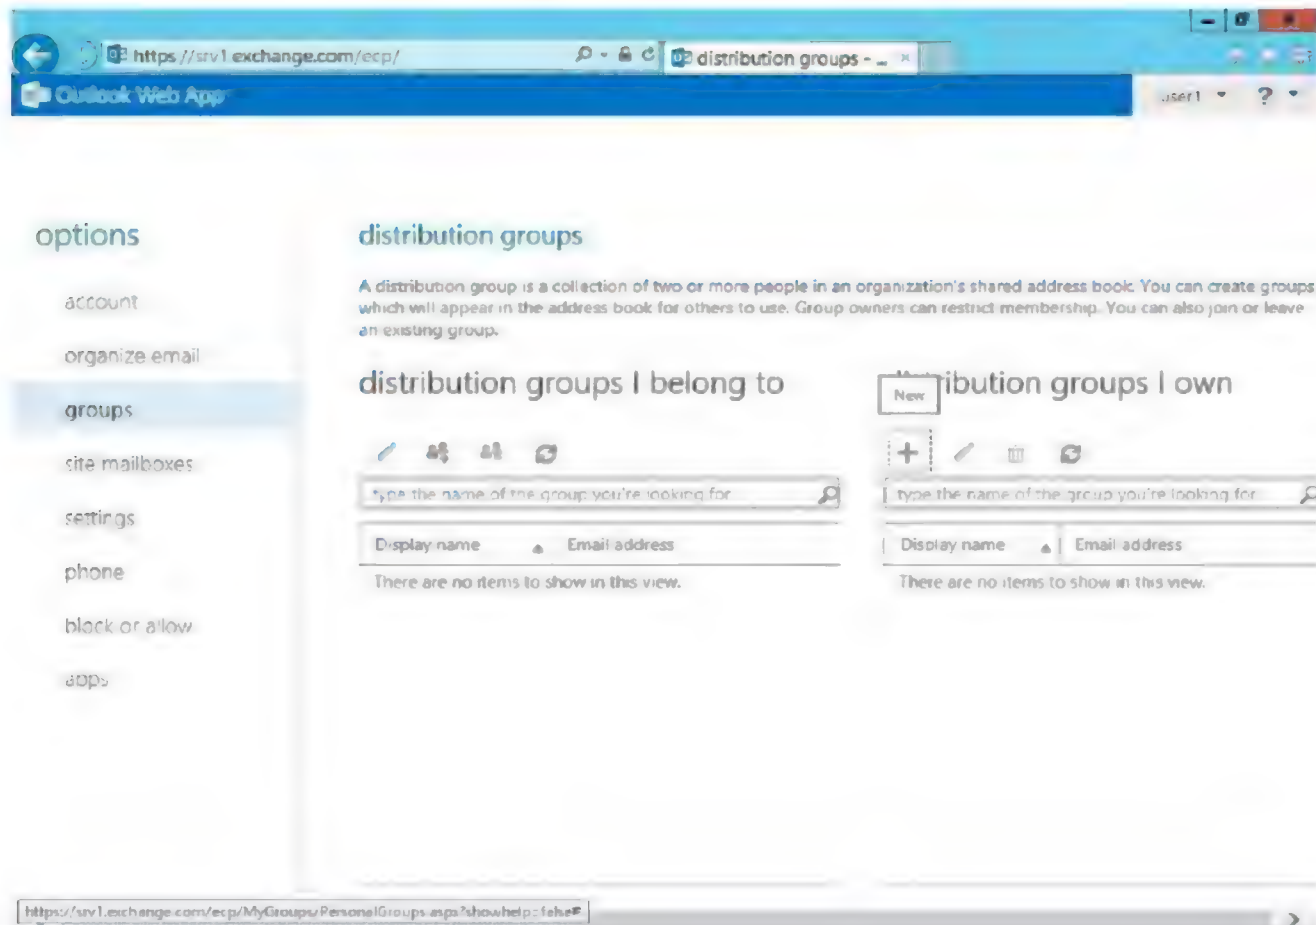 https://srv1.exchange.com/ecp/
distribution groups - ...
Outlook Web App
user1
?
options
account
organize email
groups
site mailboxes
settings
phone
block or allow
apps
distribution groups
A distribution group is a collection of two or more people in an organization's shared address book. You can create groups
which will appear in the address book for others to use. Group owners can restrict membership. You can also join or leave
an existing group.
distribution groups I belong to
type the name of the group you're looking for
Display name Email address
There are no items to show in this view.
ribution groups I own
New
type the name of the group you're looking for
Display name Email address
There are no items to show in this view.
https://srv1.exchange.com/ecp/MyGroups/PersonalGroups.aspx?showhelp=false#